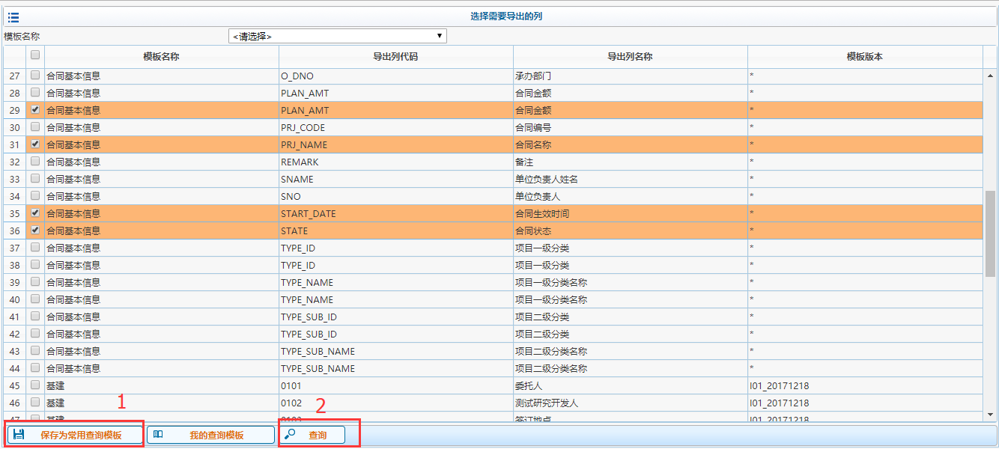 选择需要导出的列
模板名称 <请选择>
模板名称 导出列代码 导出列名称 模板版本
27 合同基本信息 O_DNO 承办部门 *
28 合同基本信息 PLAN_AMT 合同金额 *
29 合同基本信息 PLAN_AMT 合同金额 *
30 合同基本信息 PRJ_CODE 合同编号 *
31 合同基本信息 PRJ_NAME 合同名称 *
32 合同基本信息 REMARK 备注 *
33 合同基本信息 SNAME 单位负责人姓名 *
34 合同基本信息 SNO 单位负责人 *
35 合同基本信息 START_DATE 合同生效时间 *
36 合同基本信息 STATE 合同状态 *
37 合同基本信息 TYPE_ID 项目一级分类 *
38 合同基本信息 TYPE_ID 项目一级分类 *
39 合同基本信息 TYPE_NAME 项目一级分类名称 *
40 合同基本信息 TYPE_NAME 项目一级分类名称 *
41 合同基本信息 TYPE_SUB_ID 项目二级分类 *
42 合同基本信息 TYPE_SUB_ID 项目二级分类 *
43 合同基本信息 TYPE_SUB_NAME 项目二级分类名称 *
44 合同基本信息 TYPE_SUB_NAME 项目二级分类名称 *
45 基建 0101 委托人 I01_20171218
46 基建 0102 测试研究开发人 I01_20171218
47 基建 0103 签订地点 I01_20171218
1 2
保存为常用查询模板 我的查询模板 查询